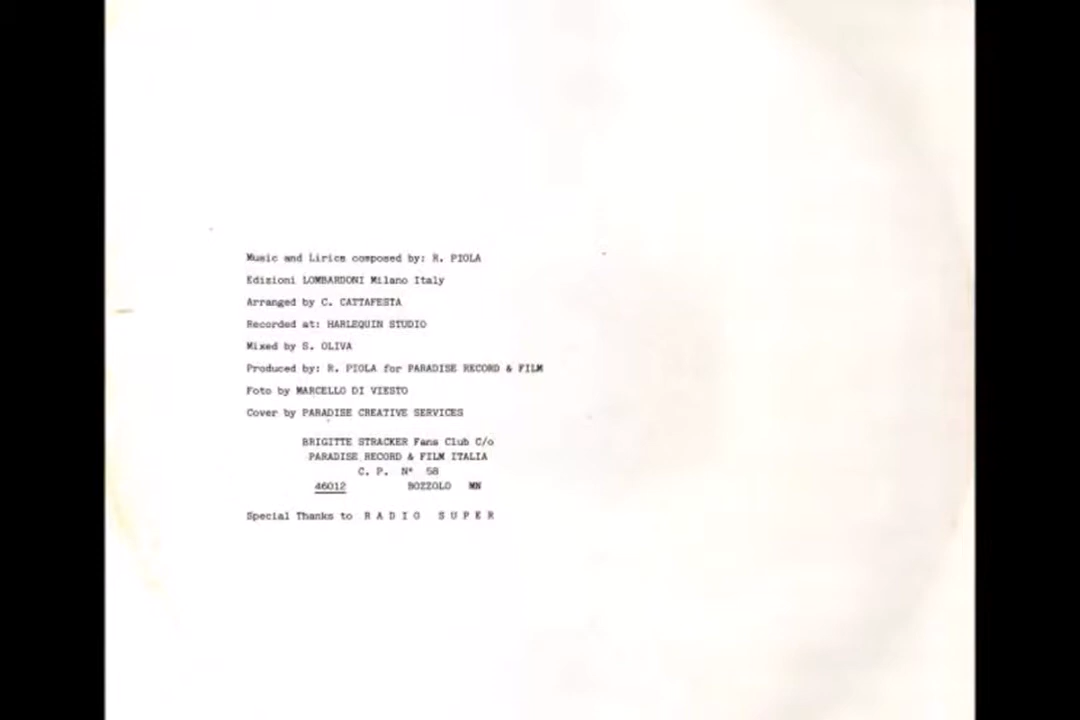 Music and Lirics composed by: R. PIOLA
Edizioni LOMBARDONI Milano Italy
Arranged by C. CATTAFESTA
Recorded at: HARLEQUIN STUDIO
Mixed by S. OLIVA
Produced by: R. PIOLA for PARADISE RECORD & FILM
Foto by MARCELLO DI VIESTO
Cover by PARADISE CREATIVE SERVICES
BRIGITTE STRACKER Fans Club C/o
PARADISE RECORD & FILM ITALIA
C. P. N° 58
46012 BOZZOLO MN
Special Thanks to R A D I O S U P E R